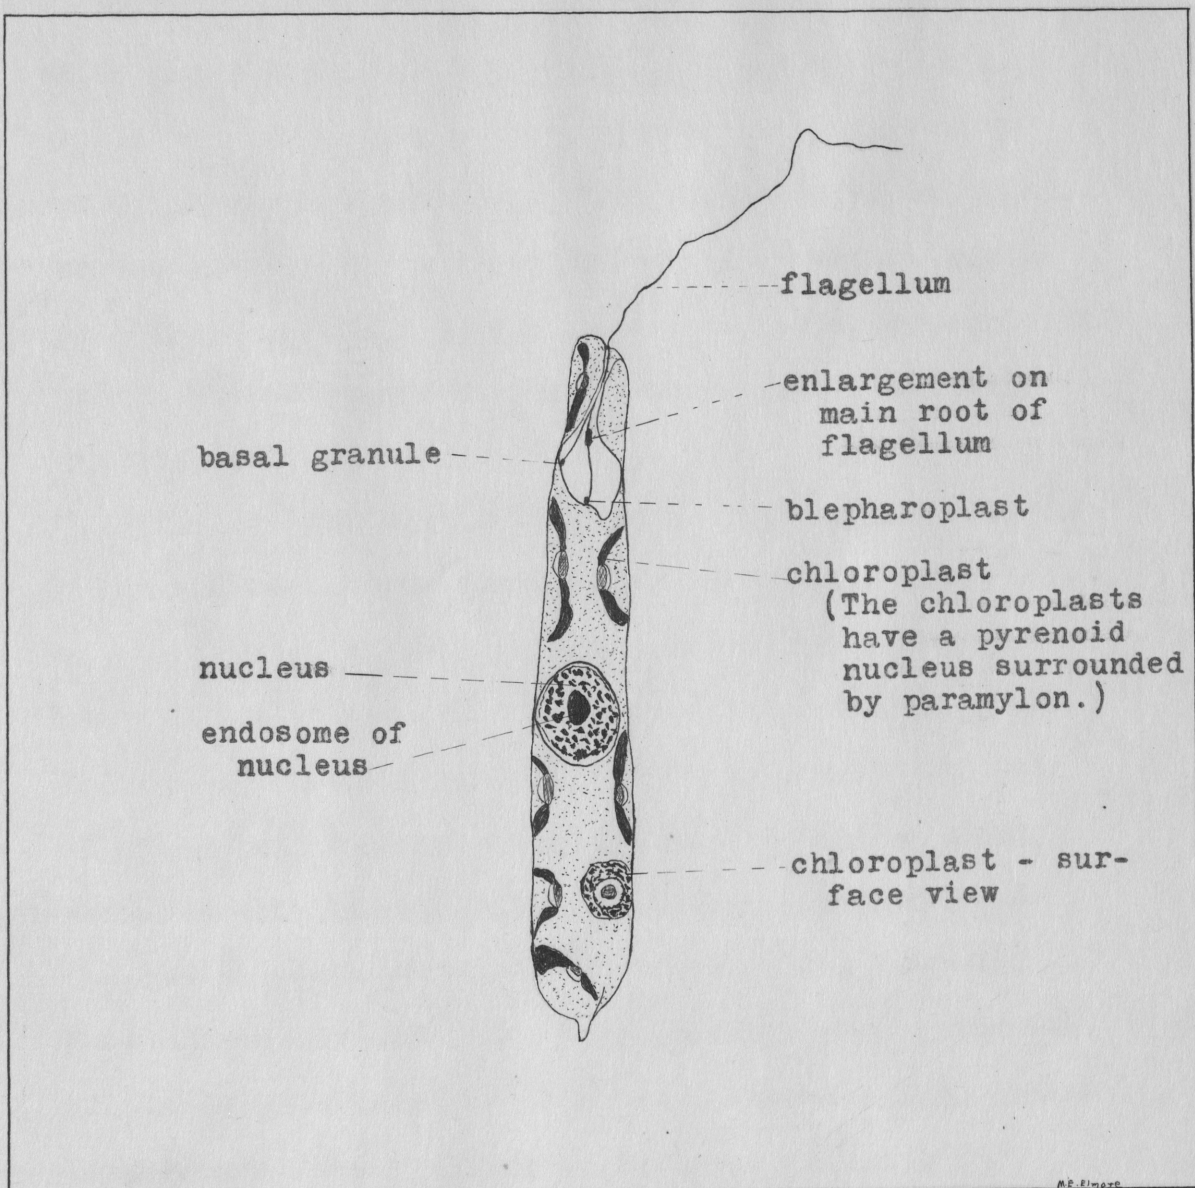 flagellum
enlargement on
main root of
flagellum
basal granule
blepharoplast
chloroplast
(The chloroplasts
have a pyrenoid
nucleus surrounded
by paramylon.)
nucleus
endosome of
nucleus
chloroplast - sur-
face view
M.E. Elmore